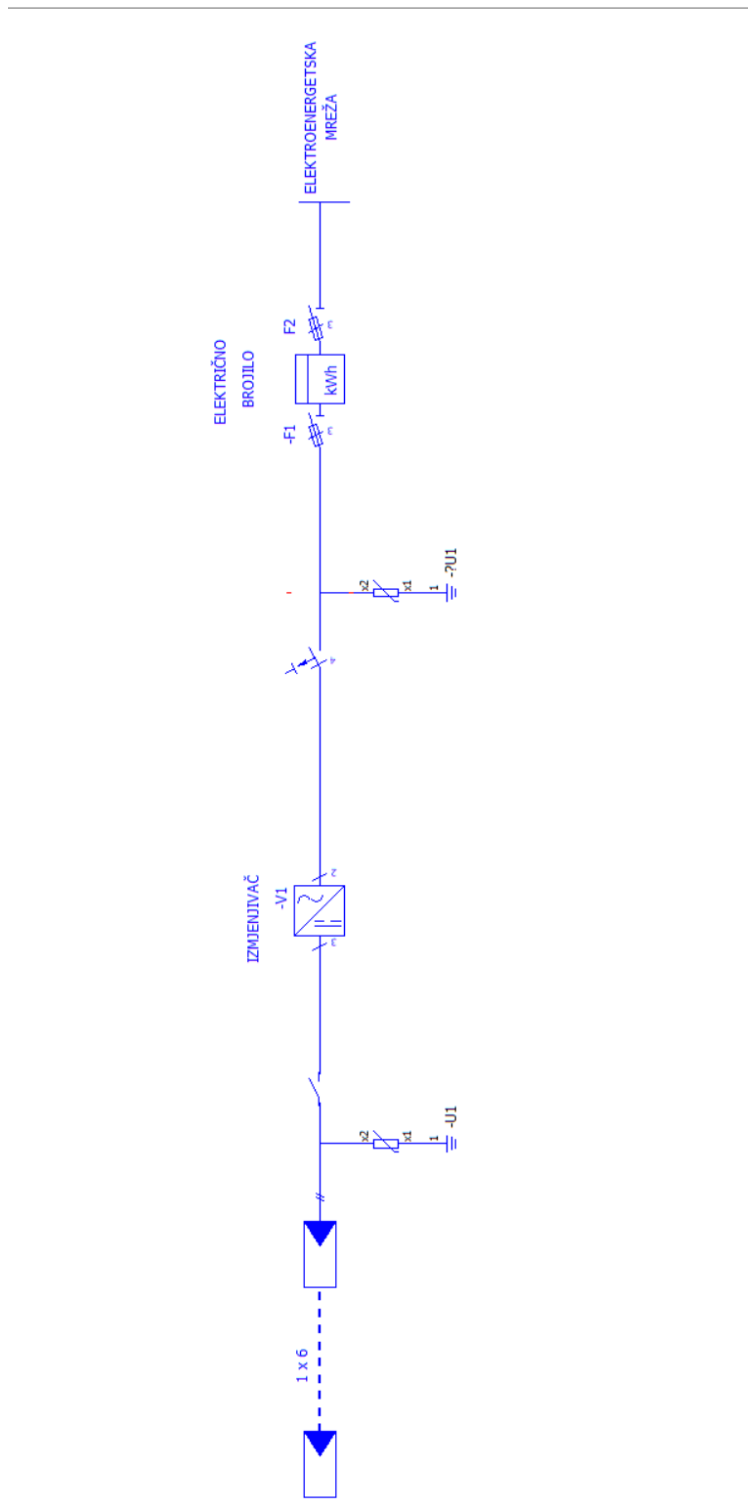 ELEKTROENERGETSKA
MREŽA
F2
ELEKTRIČNO
BROJILO
kWh
-F1
x2
x1
1
-?U1
IZMJENJIVAČ
-V1
x2
x1
1
-U1
1 x 6